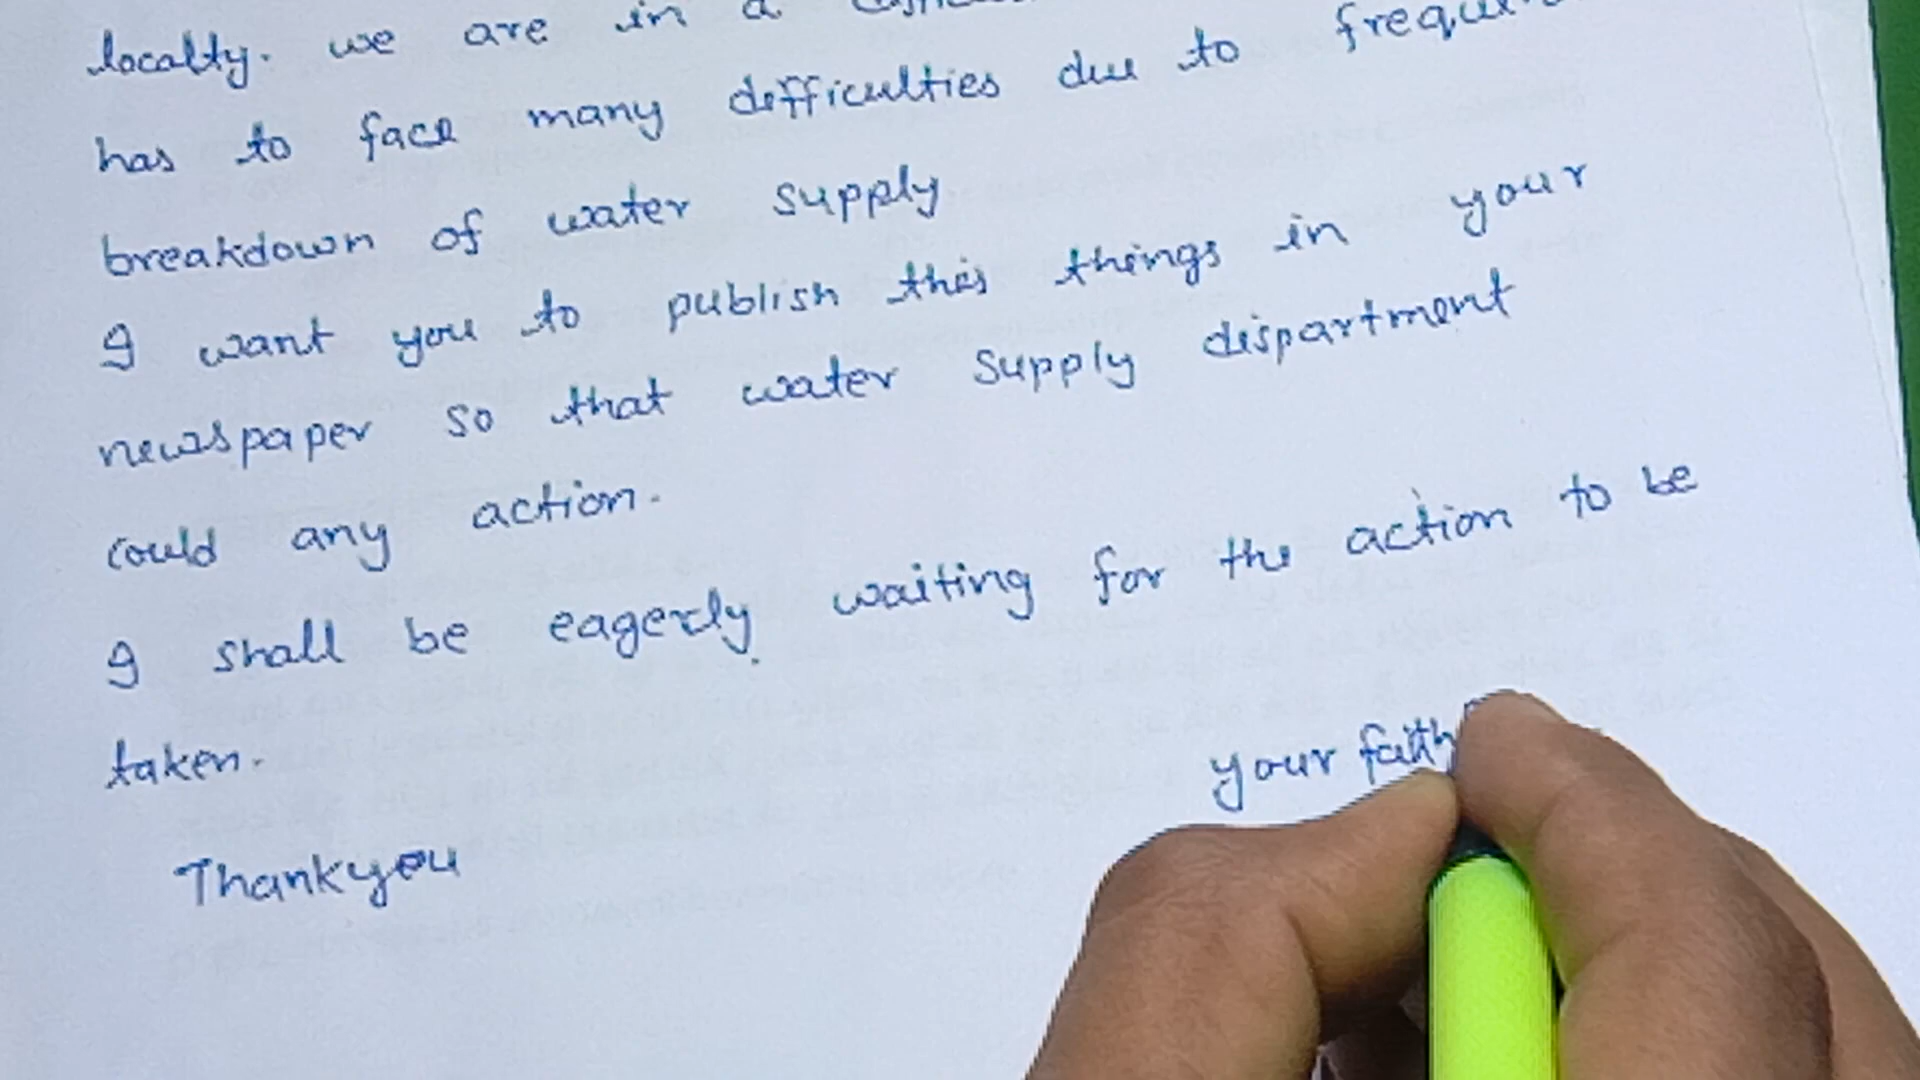 locality. we are in a
has to face many difficulties due to
breakdown of water supply
I want you to publish this things in your
newspaper so that water supply dispartment
could any action.
I shall be eagerly waiting for the action to be
taken.
your faith
Thankyou